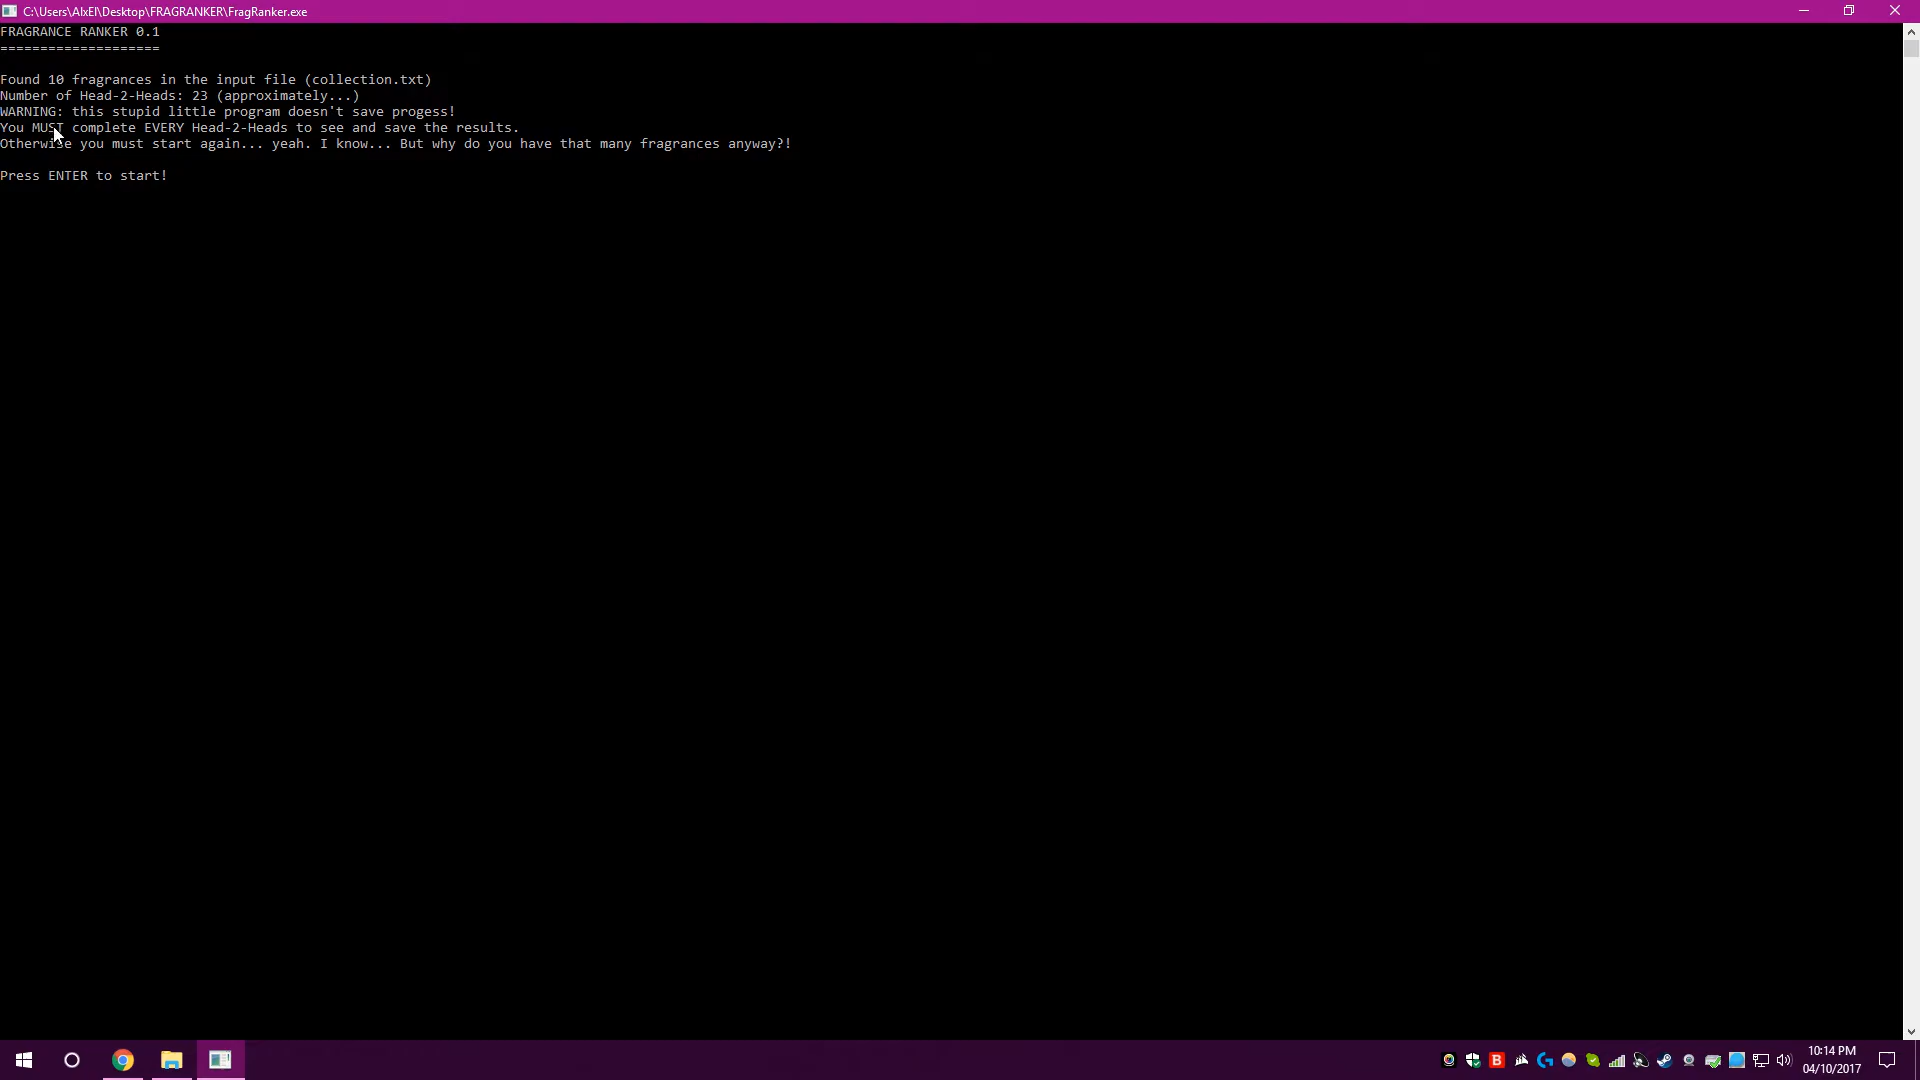 C:\Users\AlxEl\Desktop\FRAGRANKER\FragRanker.exe
FRAGRANCE RANKER 0.1
====================
Found 10 fragrances in the input file (collection.txt)
Number of Head-2-Heads: 23 (approximately...)
WARNING: this stupid little program doesn't save progess!
You MUST complete EVERY Head-2-Heads to see and save the results.
Otherwise you must start again... yeah. I know... But why do you have that many fragrances anyway?!
Press ENTER to start!
10:14 PM
04/10/2017